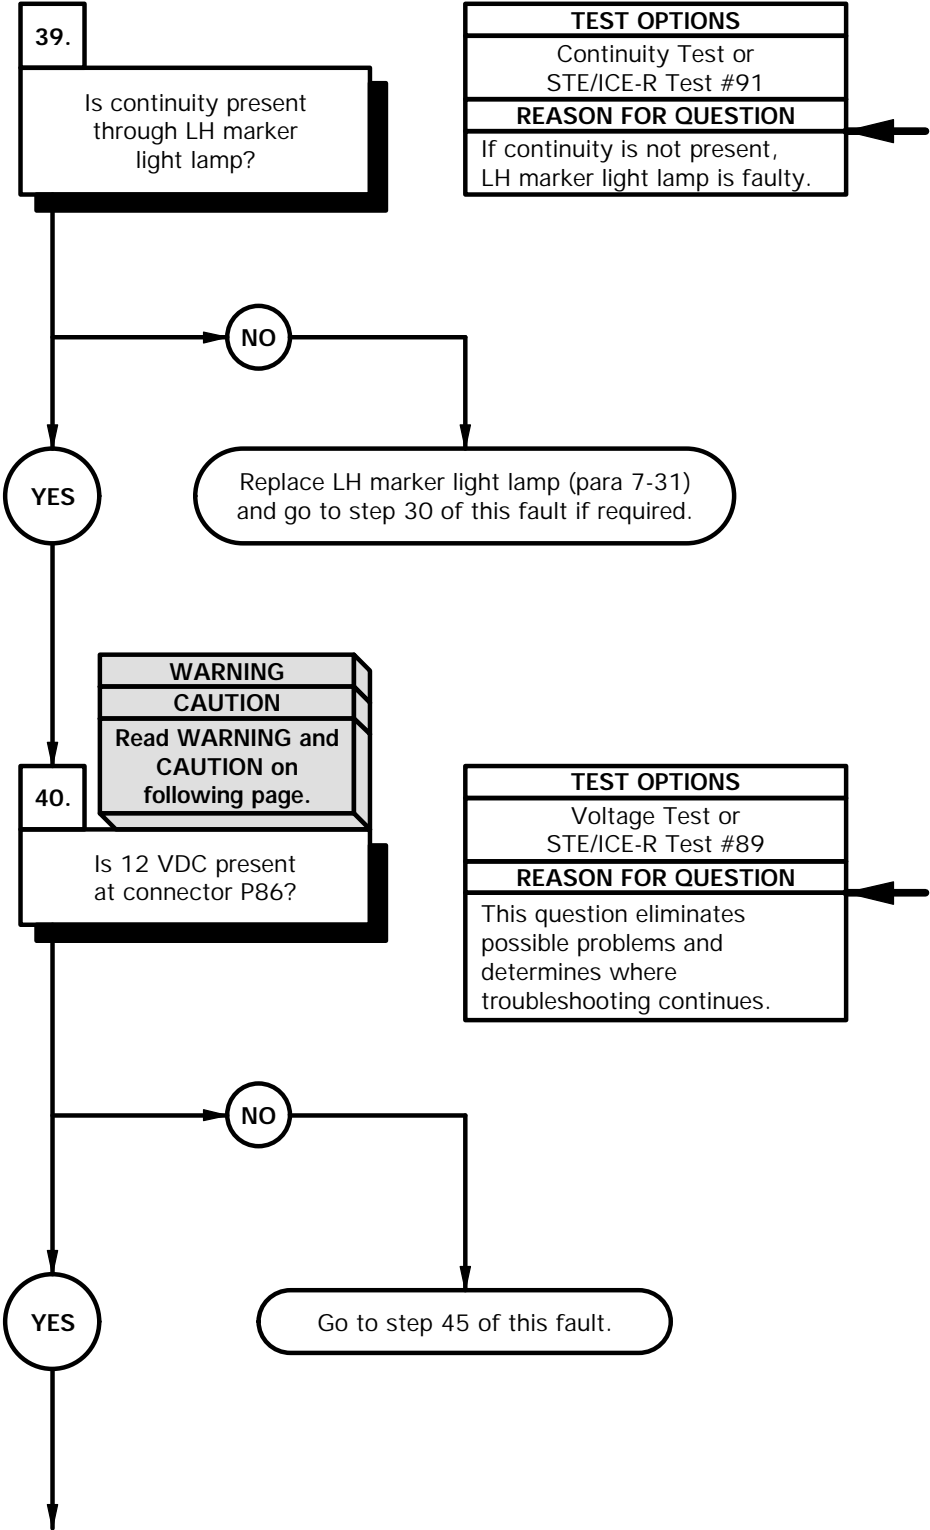 39.
Is continuity present
through LH marker
light lamp?
TEST OPTIONS
Continuity Test or
STE/ICE-R Test #91
REASON FOR QUESTION
If continuity is not present,
LH marker light lamp is faulty.
NO
YES
Replace LH marker light lamp (para 7-31)
and go to step 30 of this fault if required.
WARNING
CAUTION
Read WARNING and
CAUTION on
following page.
40.
Is 12 VDC present
at connector P86?
TEST OPTIONS
Voltage Test or
STE/ICE-R Test #89
REASON FOR QUESTION
This question eliminates
possible problems and
determines where
troubleshooting continues.
NO
YES
Go to step 45 of this fault.